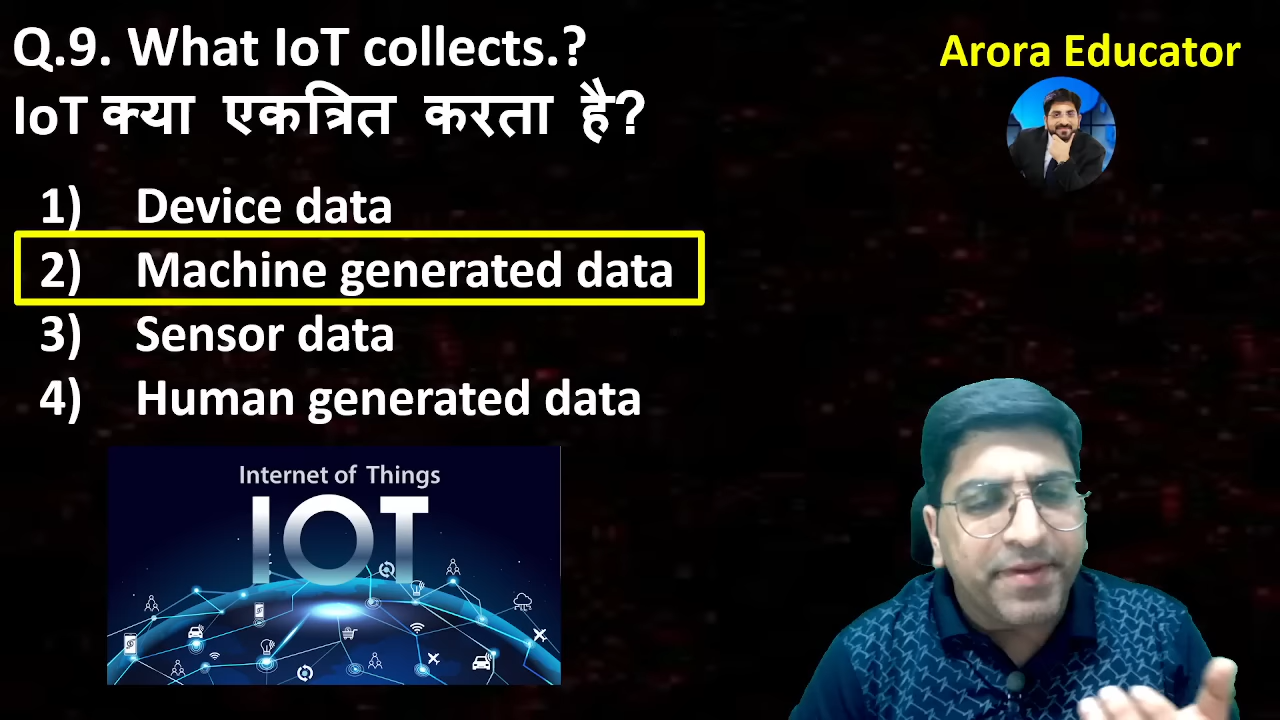 Q.9. What IoT collects.?
IoT क्या एकत्रित करता है?
Arora Educator
1) Device data
2) Machine generated data
3) Sensor data
4) Human generated data
Internet of Things
IOT